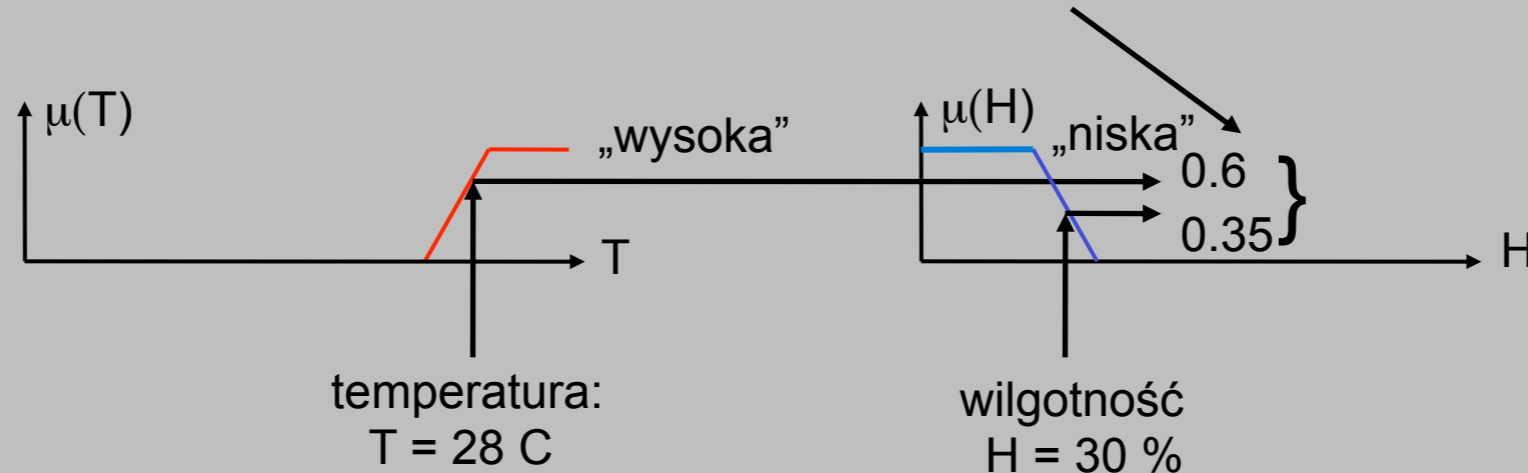 μ(T)
„wysoka”
T
μ(H)
„niska”
0.6
0.35
}
H
temperatura:
T = 28 C
wilgotność
H = 30 %